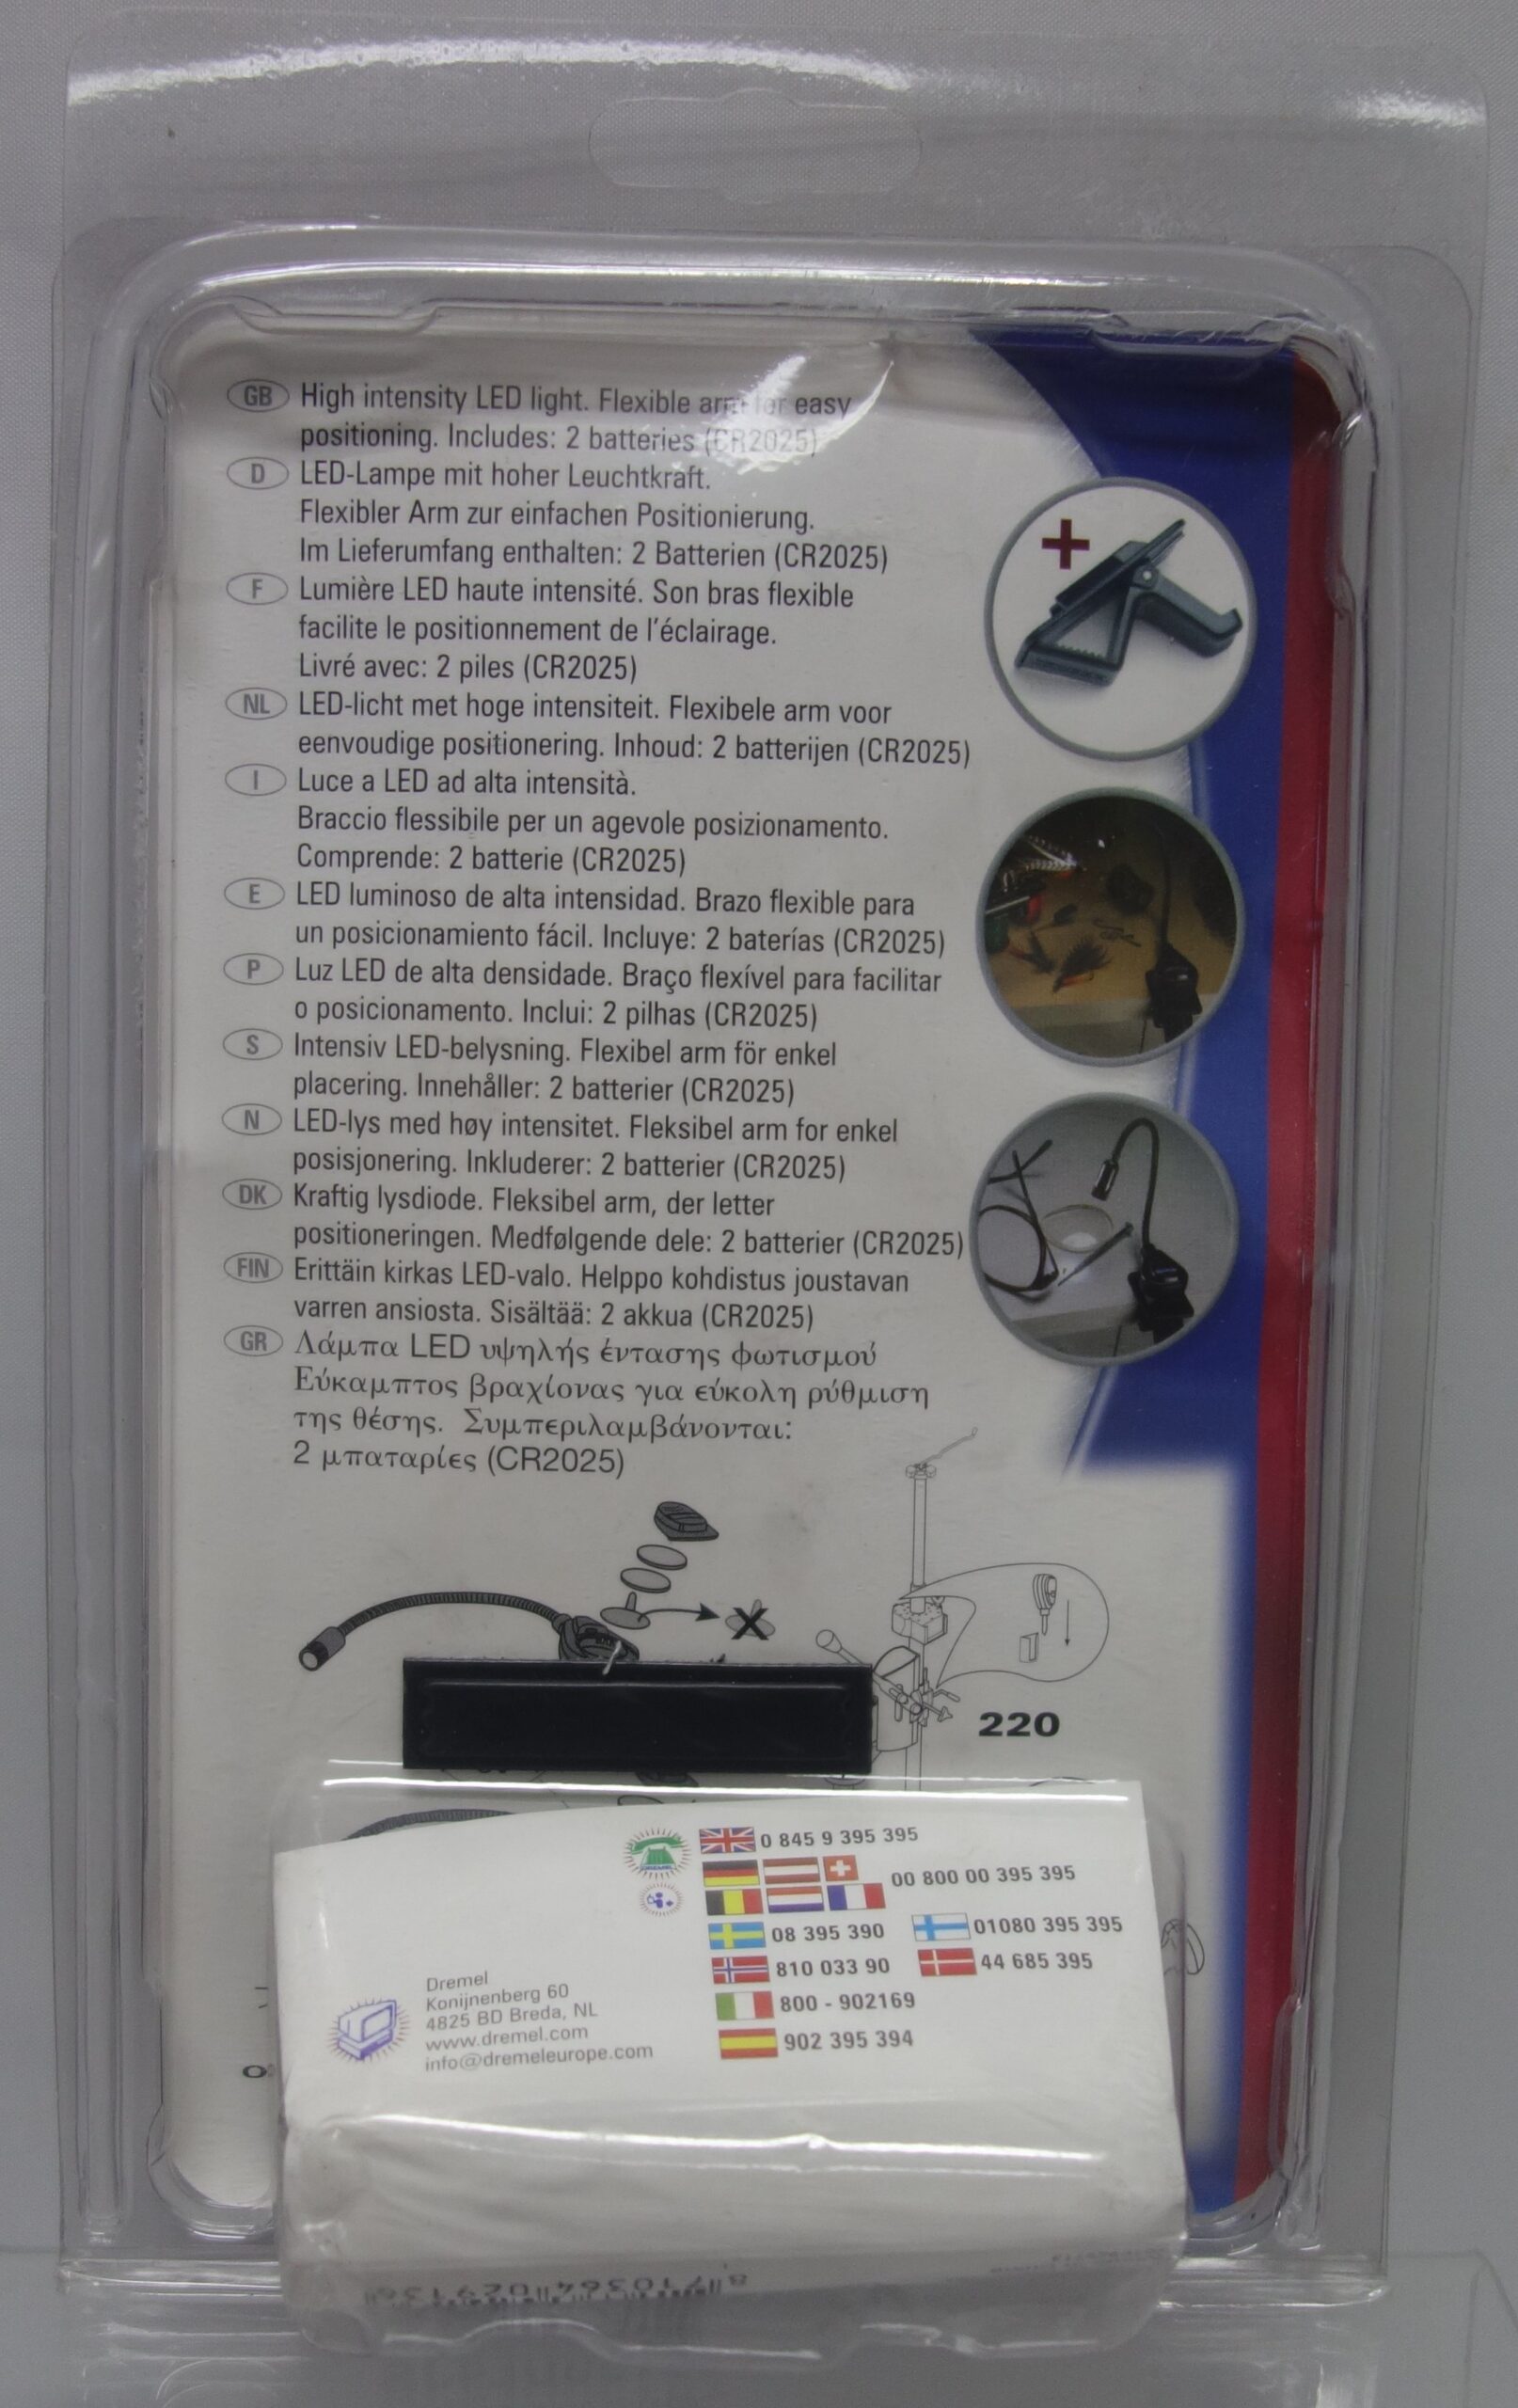 GB High intensity LED light. Flexible arm for easy
positioning. Includes: 2 batteries (CR2025)
D LED-Lampe mit hoher Leuchtkraft.
Flexibler Arm zur einfachen Positionierung.
Im Lieferumfang enthalten: 2 Batterien (CR2025)
F Lumière LED haute intensité. Son bras flexible
facilite le positionnement de l'éclairage.
Livré avec: 2 piles (CR2025)
NL LED-licht met hoge intensiteit. Flexibele arm voor
eenvoudige positionering. Inhoud: 2 batterijen (CR2025)
I Luce a LED ad alta intensità.
Braccio flessibile per un agevole posizionamento.
Comprende: 2 batterie (CR2025)
E LED luminoso de alta intensidad. Brazo flexible para
un posicionamiento fácil. Incluye: 2 baterías (CR2025)
P Luz LED de alta densidade. Braço flexível para facilitar
o posicionamento. Inclui: 2 pilhas (CR2025)
S Intensiv LED-belysning. Flexibel arm för enkel
placering. Innehåller: 2 batterier (CR2025)
N LED-lys med høy intensitet. Fleksibel arm for enkel
posisjonering. Inkluderer: 2 batterier (CR2025)
DK Kraftig lysdiode. Fleksibel arm, der letter
positioneringen. Medfølgende dele: 2 batterier (CR2025)
FIN Erittäin kirkas LED-valo. Helppo kohdistus joustavan
varren ansiosta. Sisältää: 2 akkua (CR2025)
GR Λάμπα LED υψηλής έντασης φωτισμού
Εύκαμπτος βραχίονας για εύκολη ρύθμιση
της θέσης. Συμπεριλαμβάνονται:
2 μπαταρίες (CR2025)
X
220
0 845 9 395 395
00 800 00 395 395
08 395 390 01080 395 395
810 033 90 44 685 395
800 - 902169
902 395 394
Dremel
Konijnenberg 60
4825 BD Breda, NL
www.dremel.com
info@dremeleurope.com
8 710364 029136